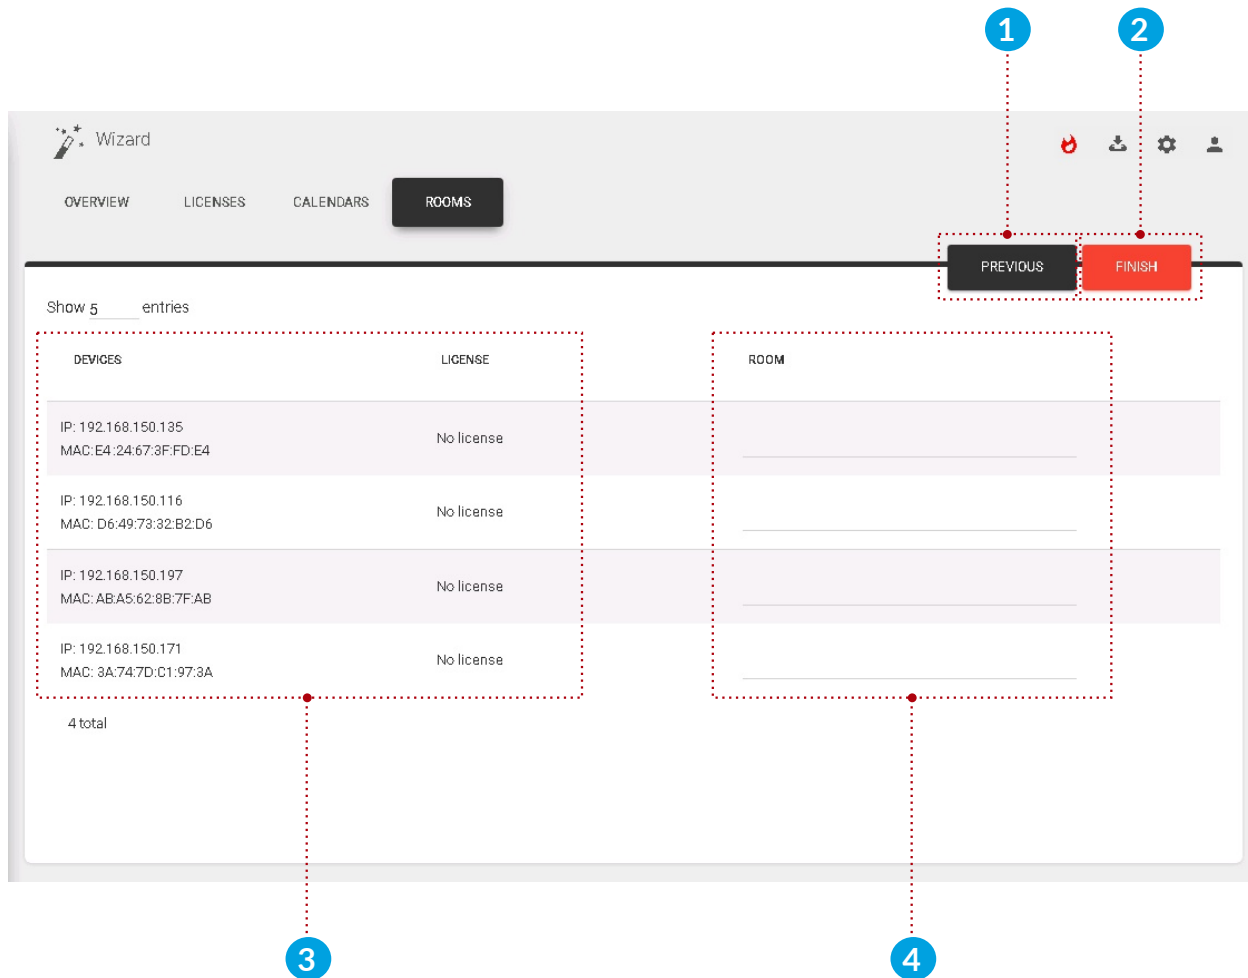 1 2
Wizard
OVERVIEW LICENSES CALENDARS ROOMS
PREVIOUS FINISH
Show 5 entries
DEVICES LICENSE ROOM
IP: 192.168.150.135
MAC:E4:24:67:3F:FD:E4 No license
IP: 192.168.150.116
MAC: D6:49:73:32:B2:D6 No license
IP: 192.168.150.197
MAC: AB:A5:62:8B:7F:AB No license
IP: 192.168.150.171
MAC: 3A:74:7D:C1:97:3A No license
4 total
3 4